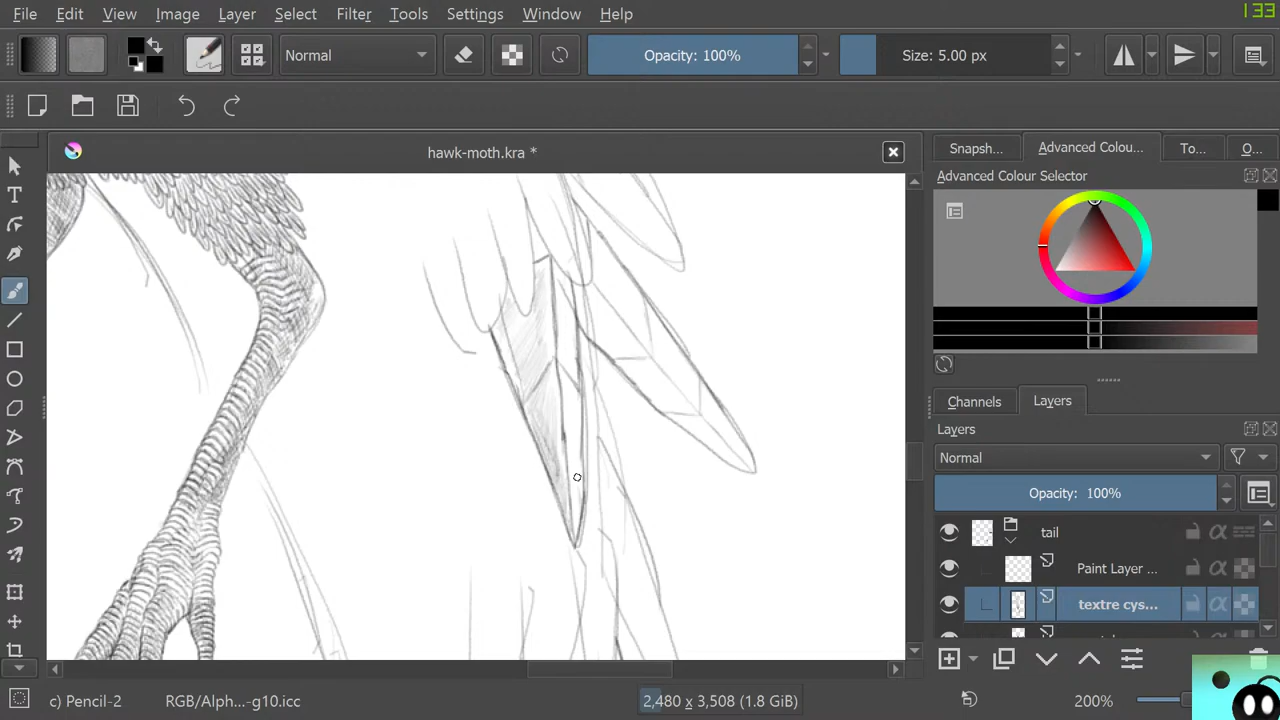 File Edit View Image Layer Select Filter Tools Settings Window Help
133
Normal
Opacity: 100%
Size: 5.00 px
hawk-moth.kra *
Snapsh... Advanced Colou... To... O...
Advanced Colour Selector
Channels Layers
Layers
Normal
Opacity: 100%
tail
Paint Layer ...
textre cys...
c) Pencil-2 RGB/Alph...-g10.icc 2,480 x 3,508 (1.8 GiB) 200%